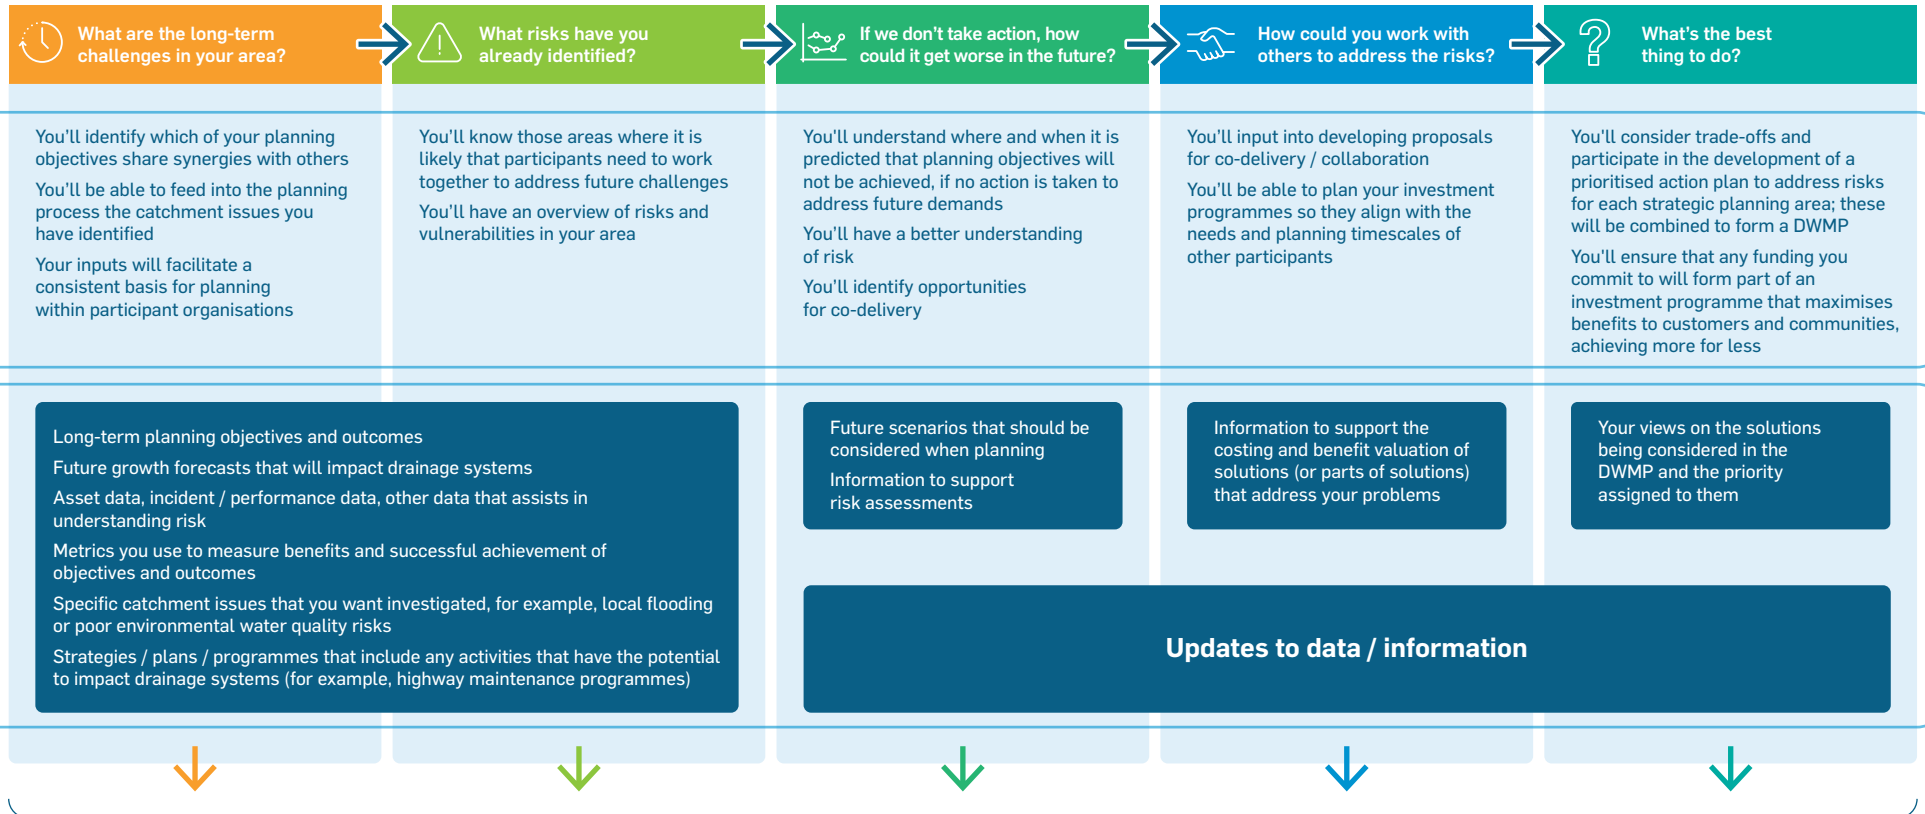 What are the long-term
challenges in your area?
What risks have you
already identified?
If we don't take action, how
could it get worse in the future?
How could you work with
others to address the risks?
What's the best
thing to do?
You'll identify which of your planning
objectives share synergies with others
You'll be able to feed into the planning
process the catchment issues you
have identified
Your inputs will facilitate a
consistent basis for planning
within participant organisations
You'll know those areas where it is
likely that participants need to work
together to address future challenges
You'll have an overview of risks and
vulnerabilities in your area
You'll understand where and when it is
predicted that planning objectives will
not be achieved, if no action is taken to
address future demands
You'll have a better understanding
of risk
You'll identify opportunities
for co-delivery
You'll input into developing proposals
for co-delivery / collaboration
You'll be able to plan your investment
programmes so they align with the
needs and planning timescales of
other participants
You'll consider trade-offs and
participate in the development of a
prioritised action plan to address risks
for each strategic planning area; these
will be combined to form a DWMP
You'll ensure that any funding you
commit to will form part of an
investment programme that maximises
benefits to customers and communities,
achieving more for less
Long-term planning objectives and outcomes
Future growth forecasts that will impact drainage systems
Asset data, incident / performance data, other data that assists in
understanding risk
Metrics you use to measure benefits and successful achievement of
objectives and outcomes
Specific catchment issues that you want investigated, for example, local flooding
or poor environmental water quality risks
Strategies / plans / programmes that include any activities that have the potential
to impact drainage systems (for example, highway maintenance programmes)
Future scenarios that should be
considered when planning
Information to support
risk assessments
Information to support the
costing and benefit valuation of
solutions (or parts of solutions)
that address your problems
Your views on the solutions
being considered in the
DWMP and the priority
assigned to them
Updates to data / information